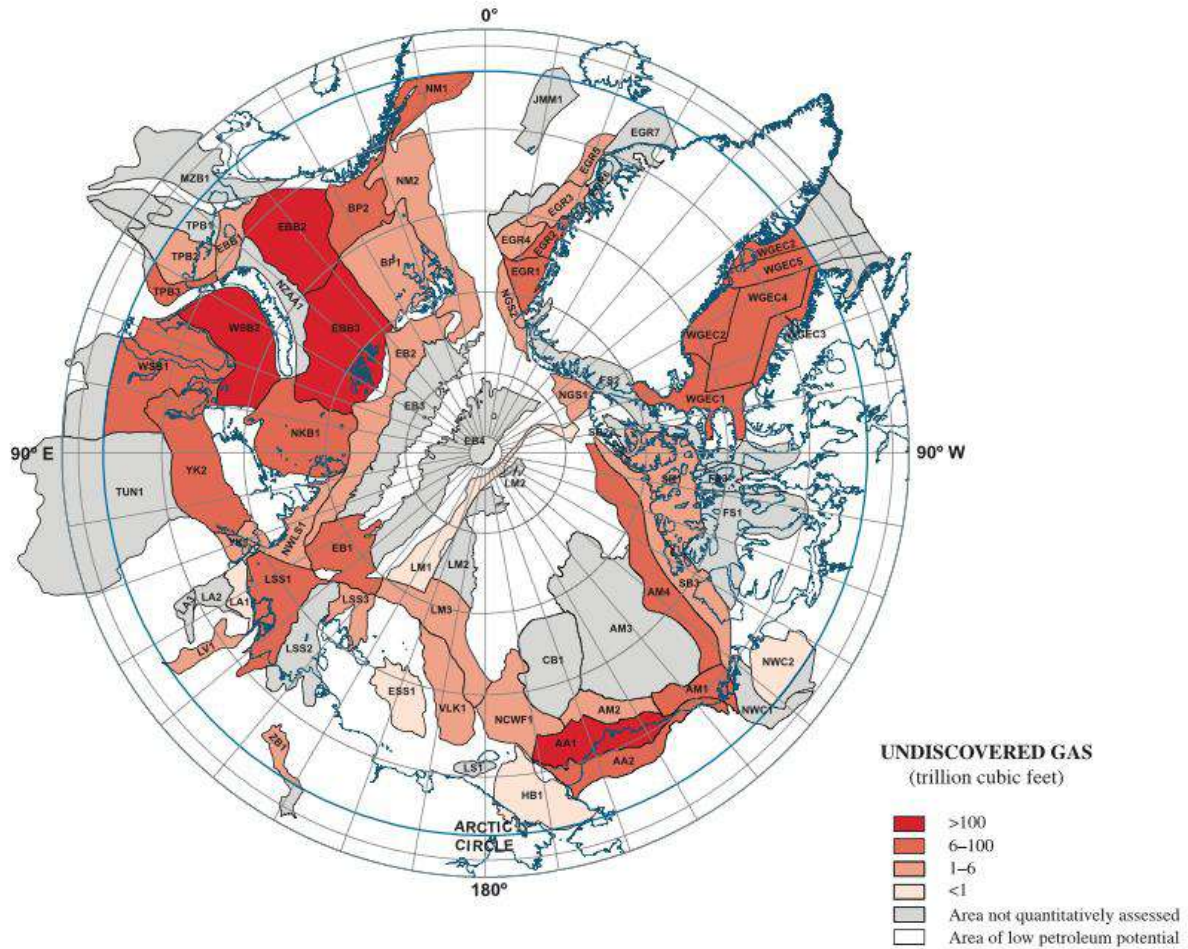 0°
NM1
JMM1
EGR7
EGR5
MZB1
NM2
BP2
EGR3
TPB1
EBB2
EGR4
EGR2
EBB1
TPB2
BP1
EGR1
WGEC2
WGEC5
TPB3
NZAA1
NGS2
WGEC4
WSB2
EBB3
WGEC2
WGEC3
EB2
WSB1
FS2
NGS1
WGEC1
EB3
NKB1
EB4
90° E
90° W
YK2
TUN1
LM2
FS1
NWLS1
EB1
LM1
LM2
LSS1
SB3
AM4
LA2
LA1
LSS3
LM3
AM3
LV1
LSS2
CB1
NWC2
ESS1
AM1
VLK1
NCWF1
AM2
NWC1
ZB1
AA1
AA2
LS1
HB1
ARCTIC
CIRCLE
180°
UNDISCOVERED GAS
(trillion cubic feet)
>100
6–100
1–6
<1
Area not quantitatively assessed
Area of low petroleum potential